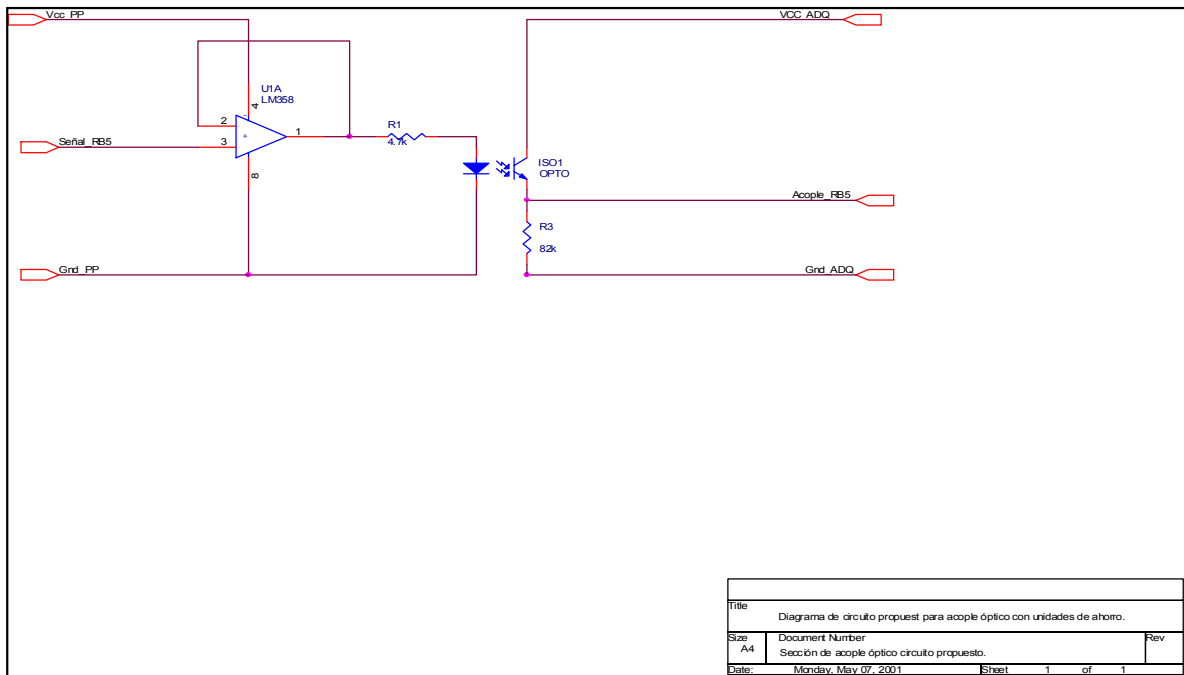 Vcc_PP
VCC_ADQ
U1A
LM358
4
2
-
+
1
3
8
Señal_RB5
R1
4.7k
ISO1
OPTO
Acople_RB5
R3
82k
Gnd_PP
Gnd_ADQ
Title
Diagrama de circuito propuest para acople óptico con unidades de ahorro.
Size
A4
Document Number
Sección de acople óptico circuito propuesto.
Rev
Date: Monday, May 07, 2001 Sheet 1 of 1